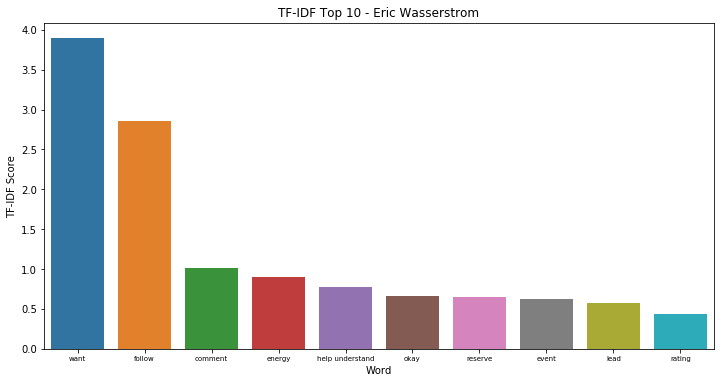 TF-IDF Top 10 - Eric Wasserstrom
4.0
3.5
3.0
2.5
2.0
1.5
1.0
0.5
0.0
TF-IDF Score
want follow comment energy help understand okay reserve event lead rating
Word